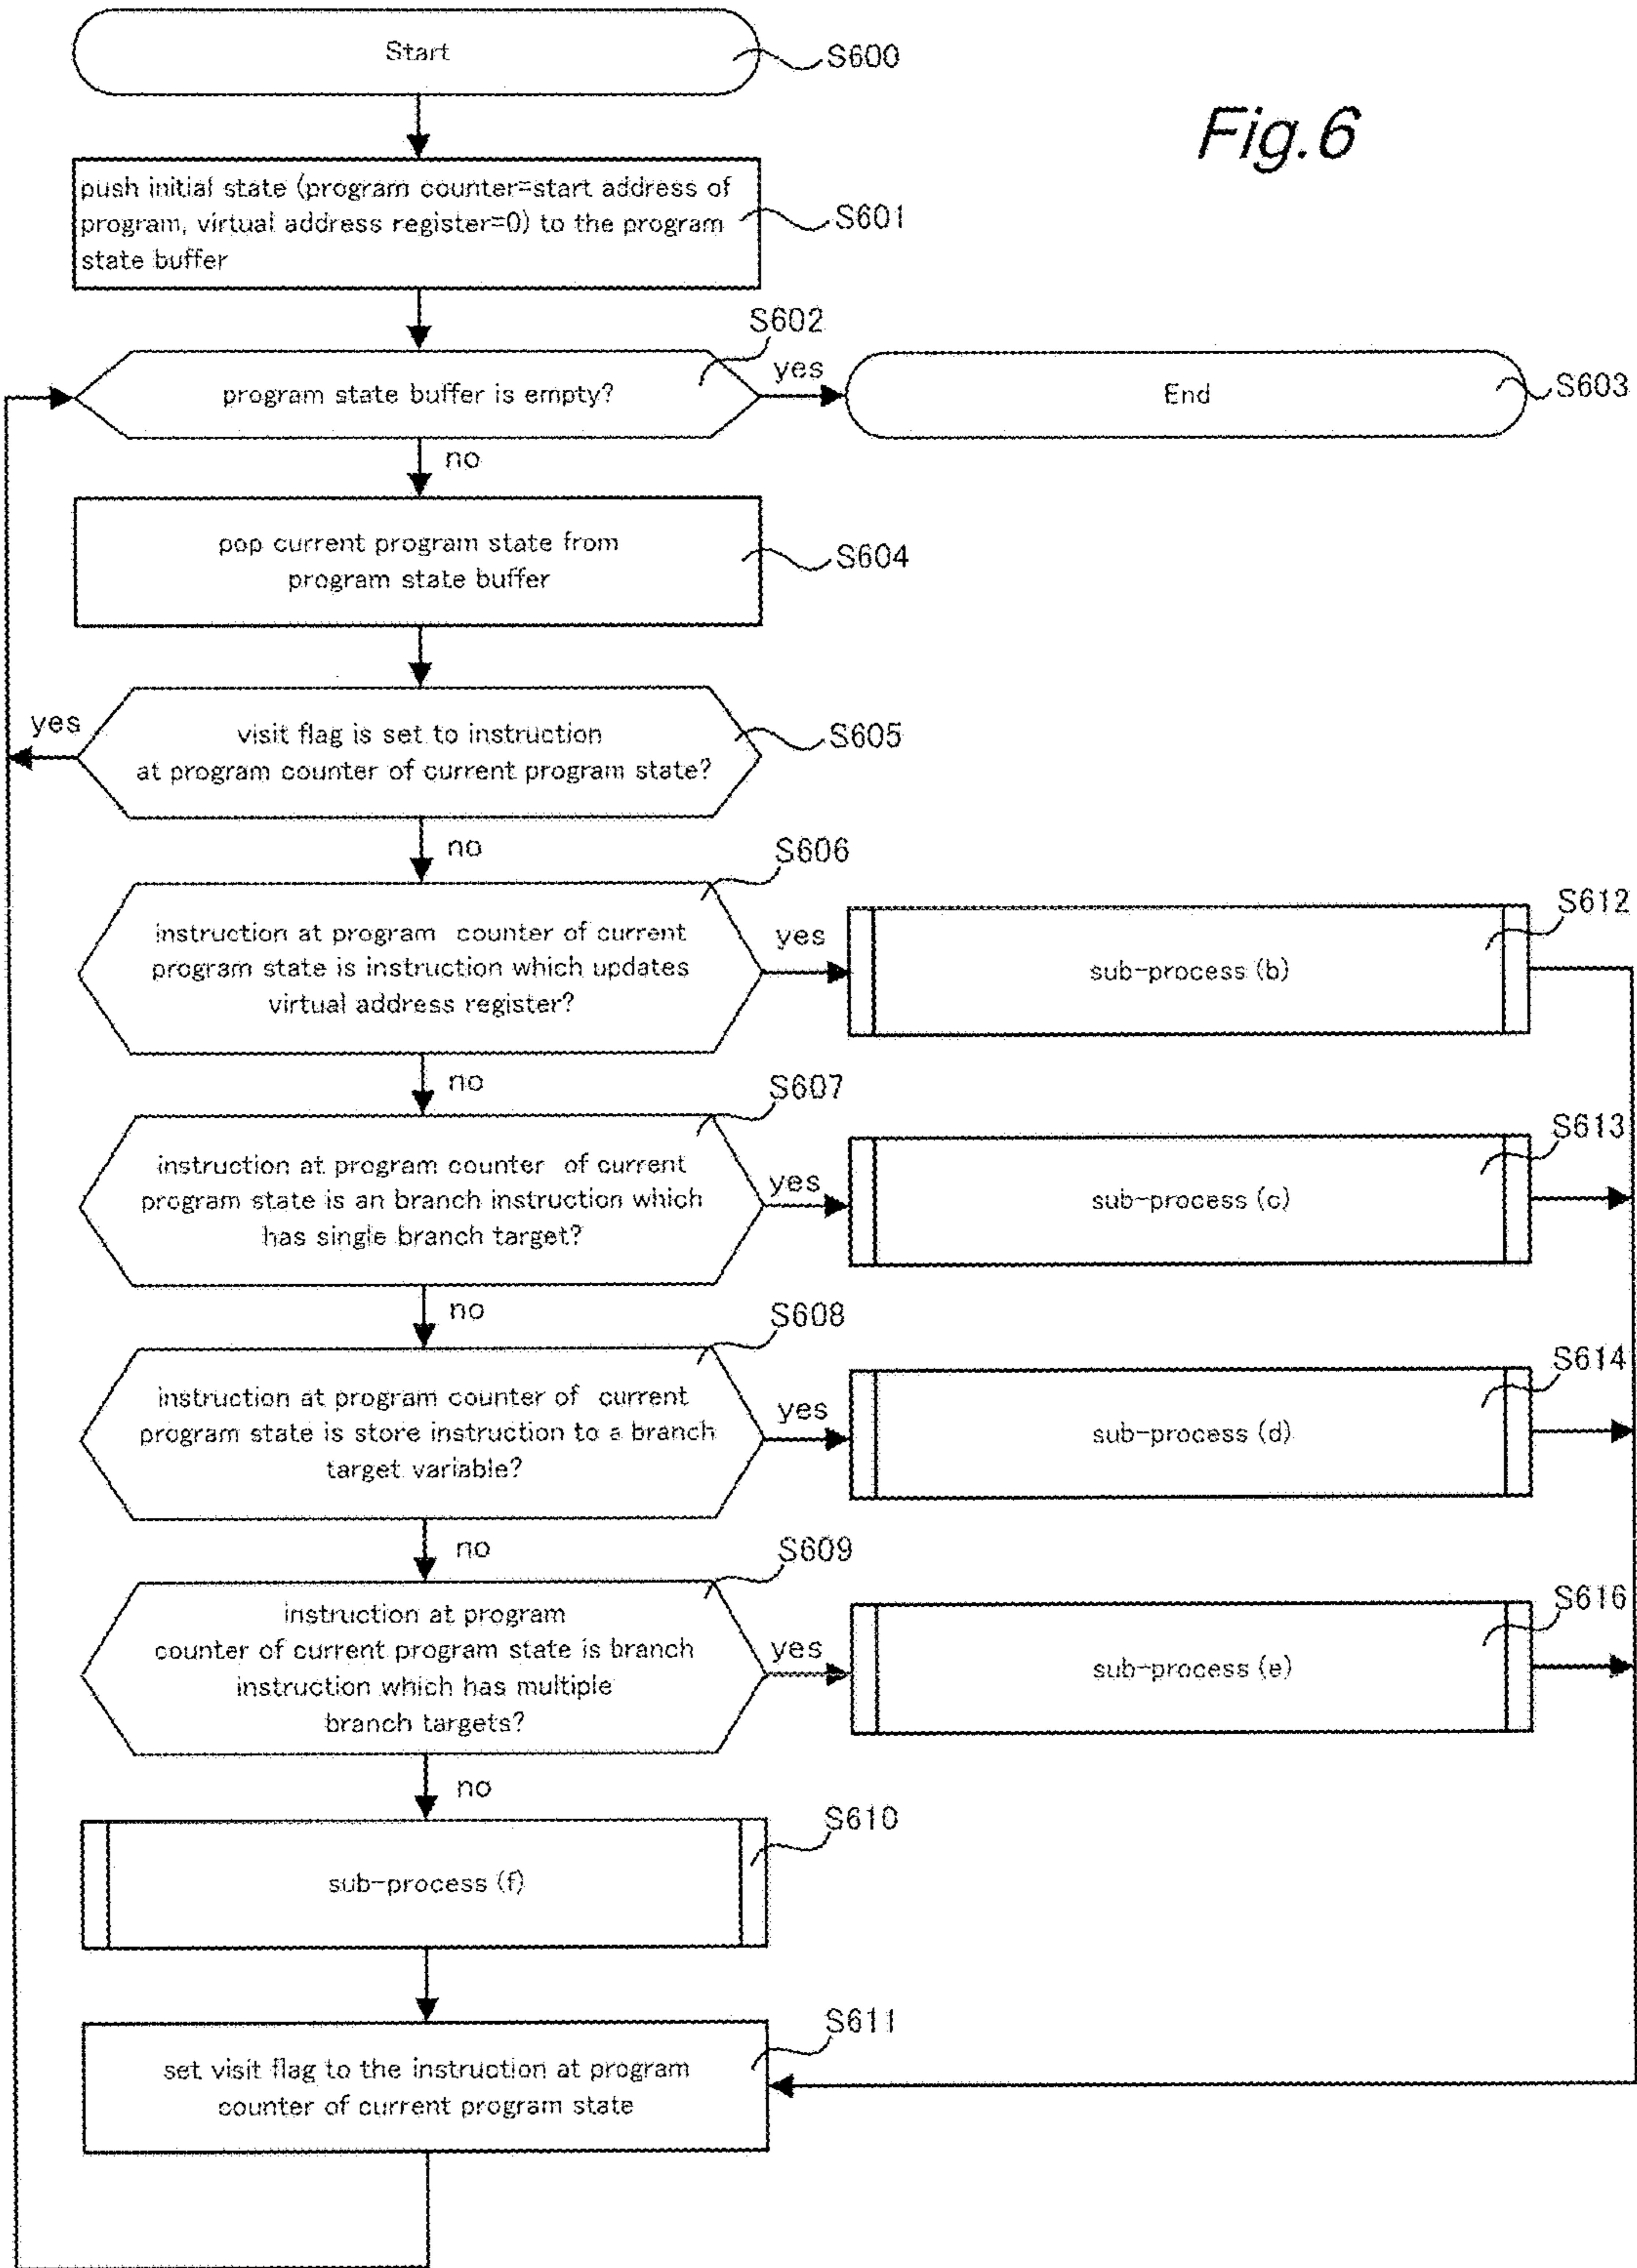 Fig.6
Start
S600
push initial state (program counter=start address of
program, virtual address register=0) to the program
state buffer
S601
S602
program state buffer is empty?
yes
End
S603
no
pop current program state from
program state buffer
S604
yes
visit flag is set to instruction
at program counter of current program state?
S605
no
S606
instruction at program counter of current
program state is instruction which updates
virtual address register?
yes
S612
sub-process (b)
no
S607
instruction at program counter of current
program state is an branch instruction which
has single branch target?
yes
S613
sub-process (c)
no
S608
instruction at program counter of current
program state is store instruction to a branch
target variable?
yes
S614
sub-process (d)
no
S609
instruction at program
counter of current program state is branch
instruction which has multiple
branch targets?
yes
S616
sub-process (e)
no
S610
sub-process (f)
S611
set visit flag to the instruction at program
counter of current program state